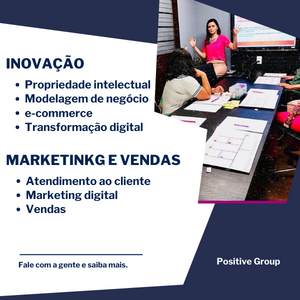 INOVAÇÃO
Propriedade intelectual
Modelagem de negócio
e-commerce
Transformação digital
MARKETINKG E VENDAS
Atendimento ao cliente
Marketing digital
Vendas
Fale com a gente e saiba mais.
Positive Group